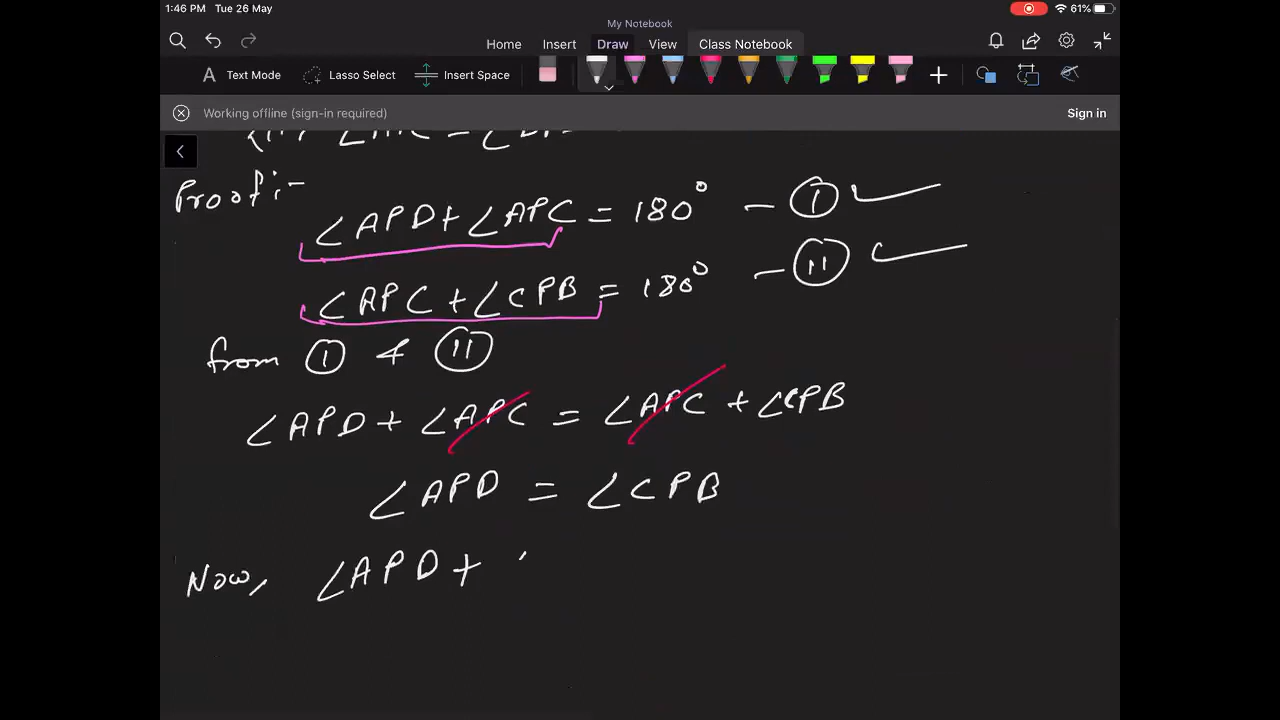 1:46 PM Tue 26 May 61%
My Notebook
Home Insert Draw View Class Notebook
Text Mode Lasso Select Insert Space
Working offline (sign-in required) Sign in
Proof:-
∠APD + ∠APC = 180° - I
∠APC + ∠CPB = 180° - II
from I & II
∠APD + ∠APC = ∠APC + ∠CPB
∠APD = ∠CPB
Now, ∠APD +